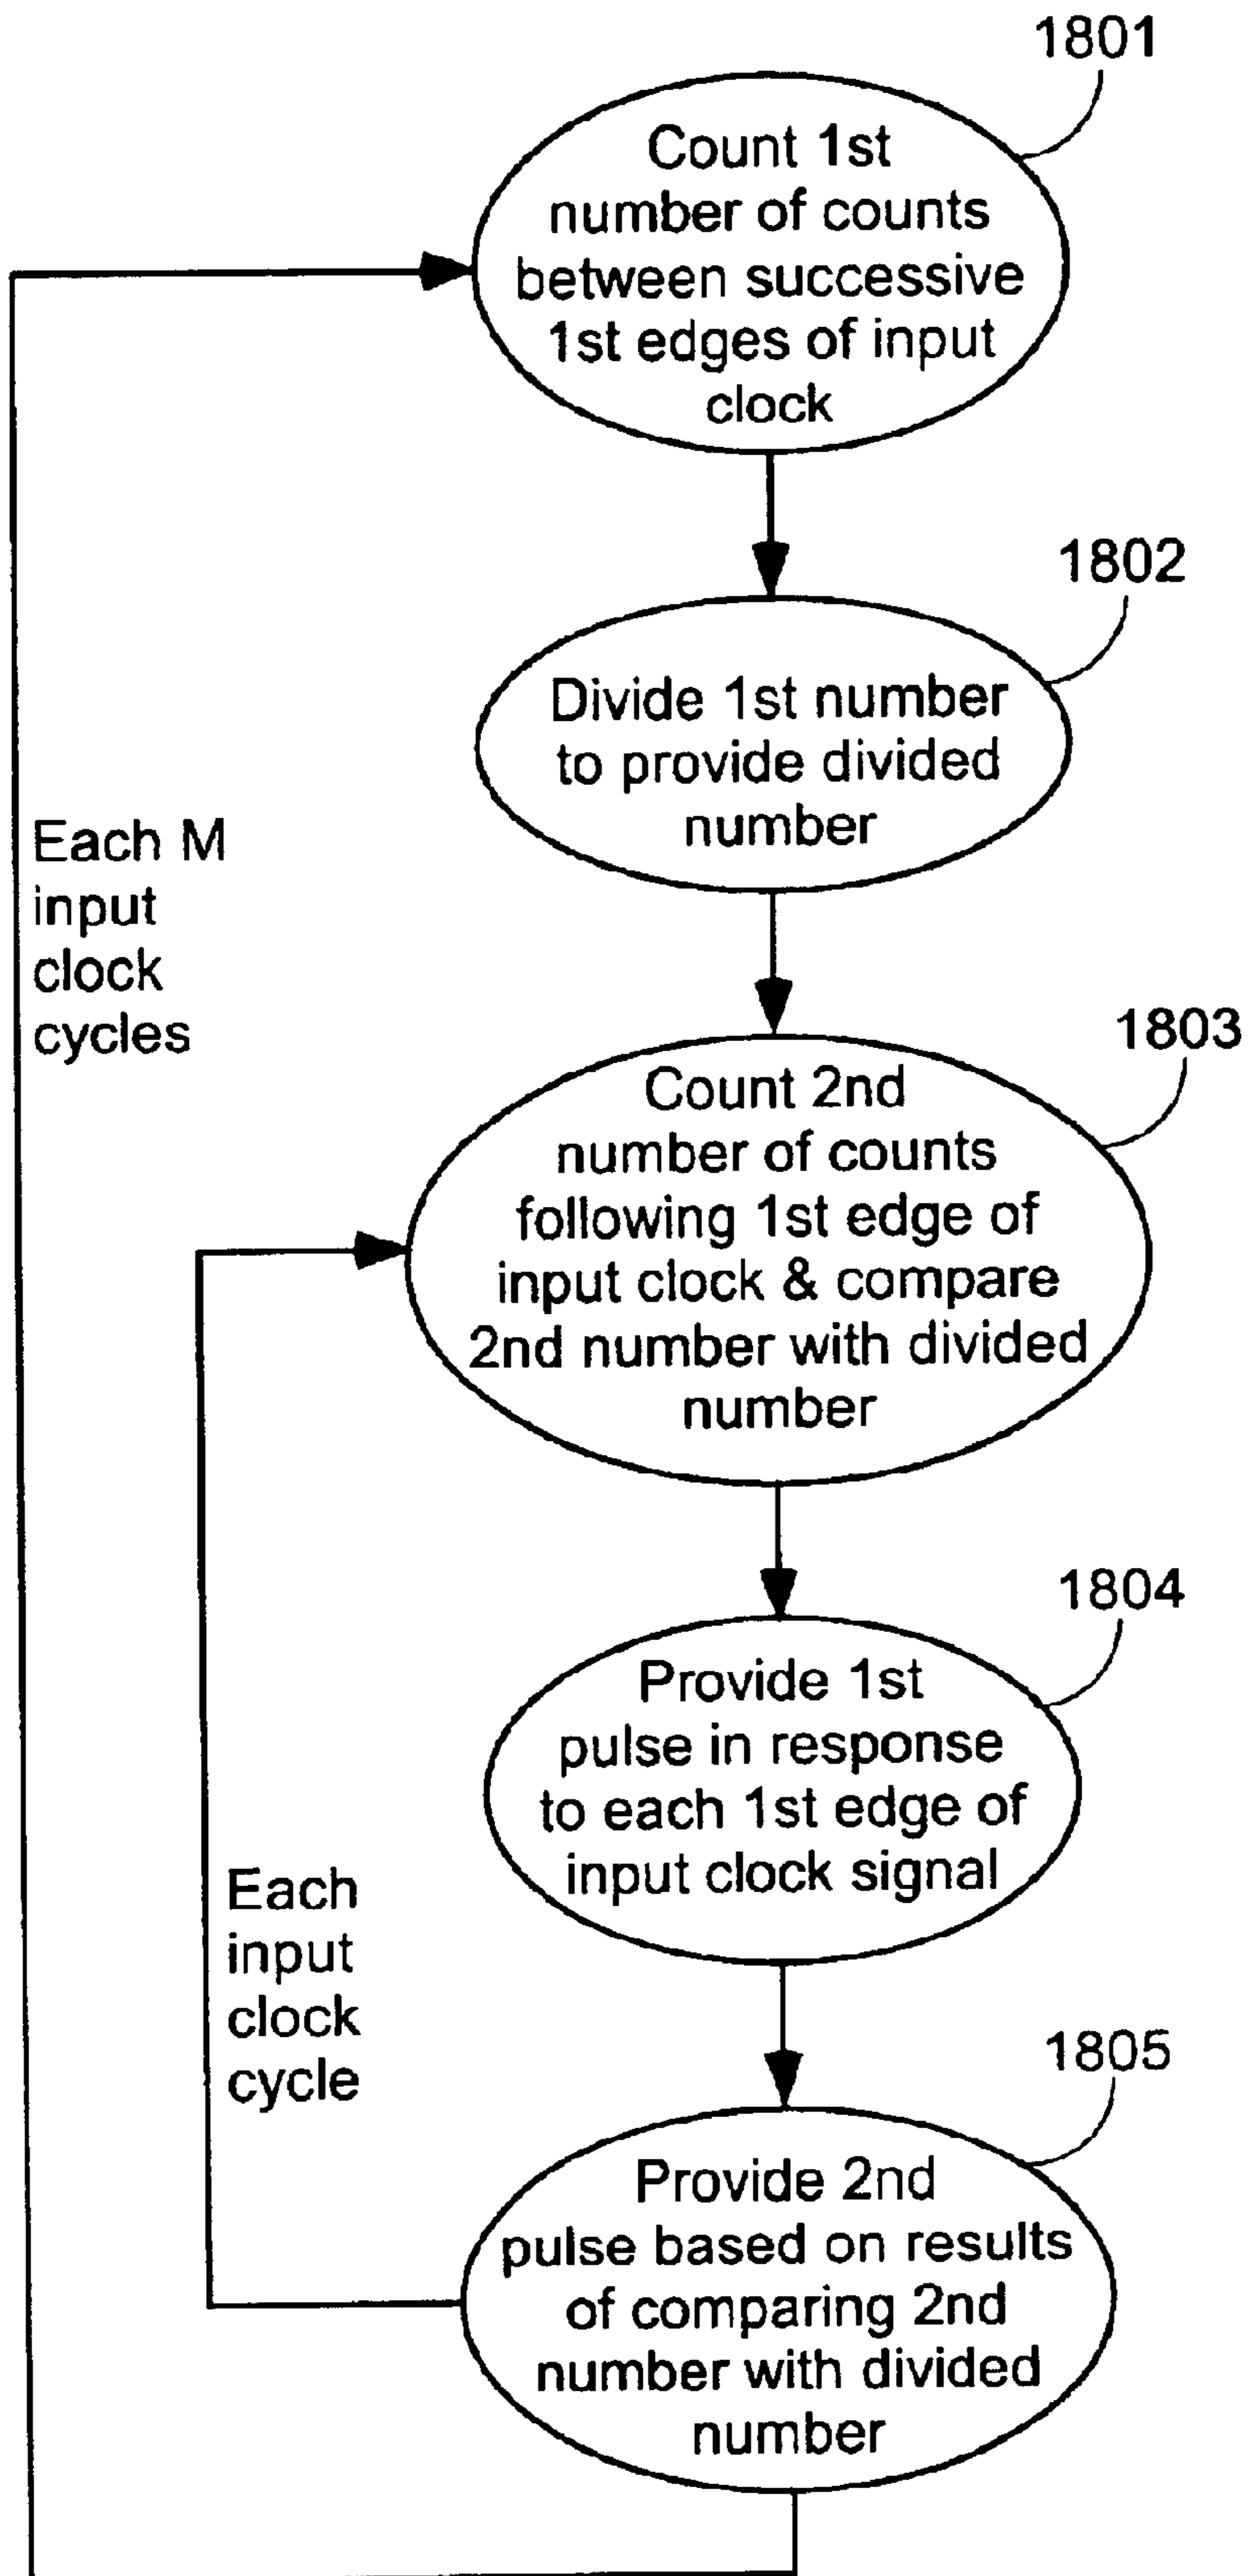 1801
Count 1st
number of counts
between successive
1st edges of input
clock
1802
Divide 1st number
to provide divided
number
Each M
input
clock
cycles
1803
Count 2nd
number of counts
following 1st edge of
input clock & compare
2nd number with divided
number
1804
Provide 1st
pulse in response
to each 1st edge of
input clock signal
Each
input
clock
cycle
1805
Provide 2nd
pulse based on results
of comparing 2nd
number with divided
number